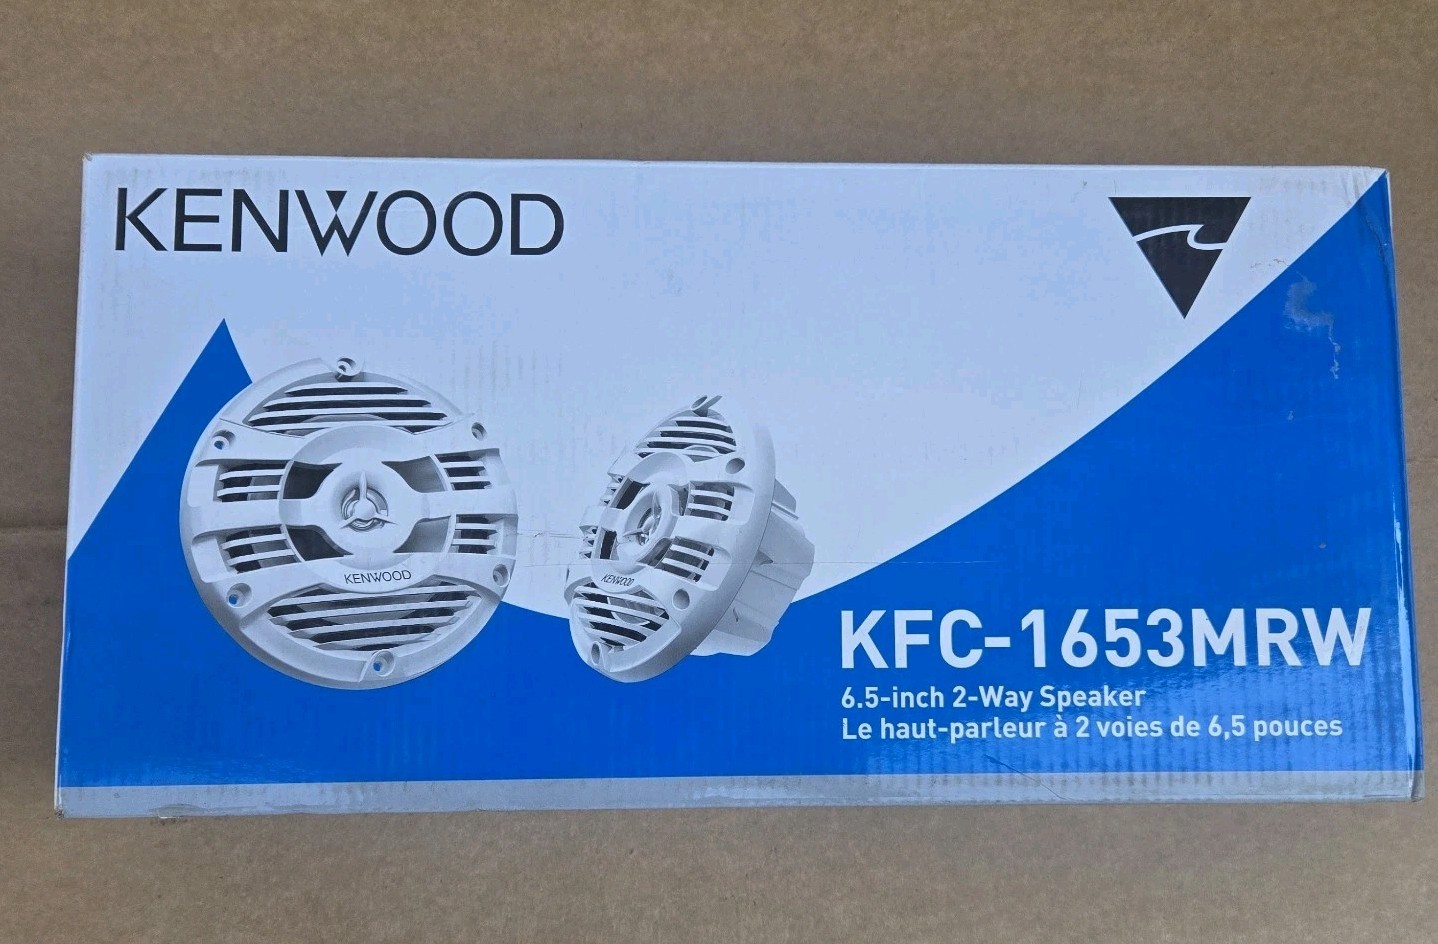 KENWOOD
KENWOOD
KENWOOD
KFC-1653MRW
6.5-inch 2-Way Speaker
Le haut-parleur à 2 voies de 6,5 pouces